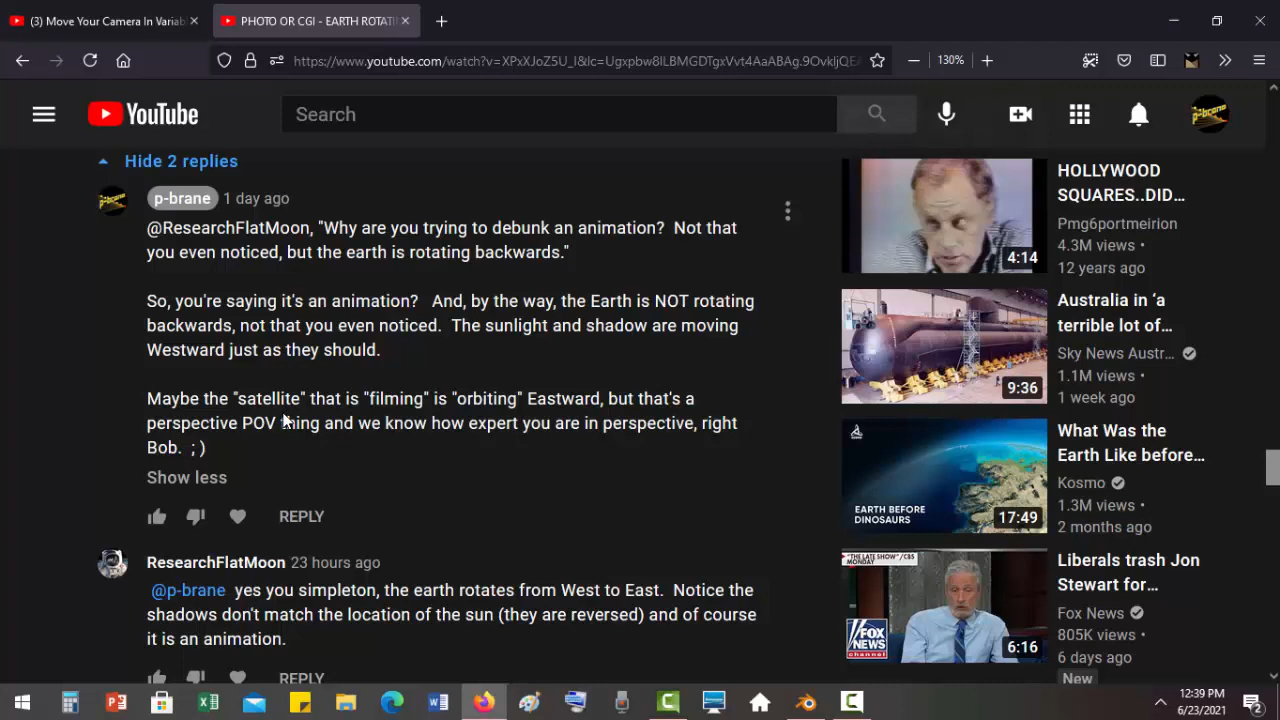 (3) Move Your Camera In Variab
PHOTO OR CGI - EARTH ROTATI
https://www.youtube.com/watch?v=XPxXJoZ5U_I&lc=Ugxpbw8ILBMGDTgxVvt4AaABAg.9OvkIjQEA
130%
YouTube
Search
p-brane
Hide 2 replies
p-brane 1 day ago
@ResearchFlatMoon, "Why are you trying to debunk an animation?  Not that
you even noticed, but the earth is rotating backwards."
So, you're saying it's an animation?   And, by the way, the Earth is NOT rotating
backwards, not that you even noticed.  The sunlight and shadow are moving
Westward just as they should.
Maybe the "satellite" that is "filming" is "orbiting" Eastward, but that's a
perspective POV thing and we know how expert you are in perspective, right
Bob.  ; )
Show less
REPLY
ResearchFlatMoon 23 hours ago
@p-brane  yes you simpleton, the earth rotates from West to East.  Notice the
shadows don't match the location of the sun (they are reversed) and of course
it is an animation.
REPLY
4:14
HOLLYWOOD
SQUARES..DID…
Pmg6portmeirion
4.3M views
12 years ago
9:36
Australia in 'a
terrible lot of…
Sky News Austr…
1.1M views
1 week ago
EARTH BEFORE
DINOSAURS
17:49
What Was the
Earth Like before…
Kosmo
1.3M views
2 months ago
"THE LATE SHOW"/CBS
MONDAY
FOX
NEWS
channel
6:16
Liberals trash Jon
Stewart for…
Fox News
805K views
6 days ago
New
12:39 PM
6/23/2021
2